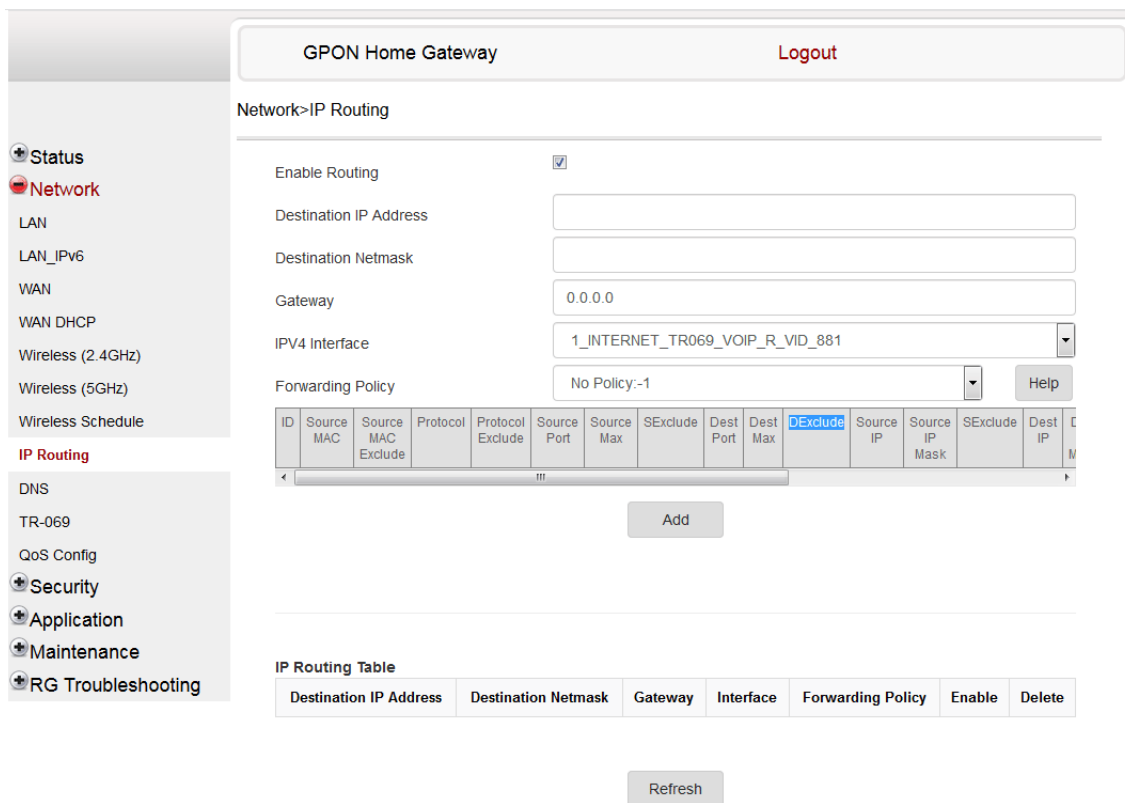 GPON Home Gateway
Logout
Network>IP Routing
Status
Network
LAN
LAN_IPv6
WAN
WAN DHCP
Wireless (2.4GHz)
Wireless (5GHz)
Wireless Schedule
IP Routing
DNS
TR-069
QoS Config
Security
Application
Maintenance
RG Troubleshooting
Enable Routing
Destination IP Address
Destination Netmask
Gateway 0.0.0.0
IPV4 Interface 1_INTERNET_TR069_VOIP_R_VID_881
Forwarding Policy No Policy:-1 Help
ID Source MAC Source MAC Exclude Protocol Protocol Exclude Source Port Source Max SExclude Dest Port Dest Max DExclude Source IP Source IP Mask SExclude Dest IP
Add
IP Routing Table
Destination IP Address Destination Netmask Gateway Interface Forwarding Policy Enable Delete
Refresh